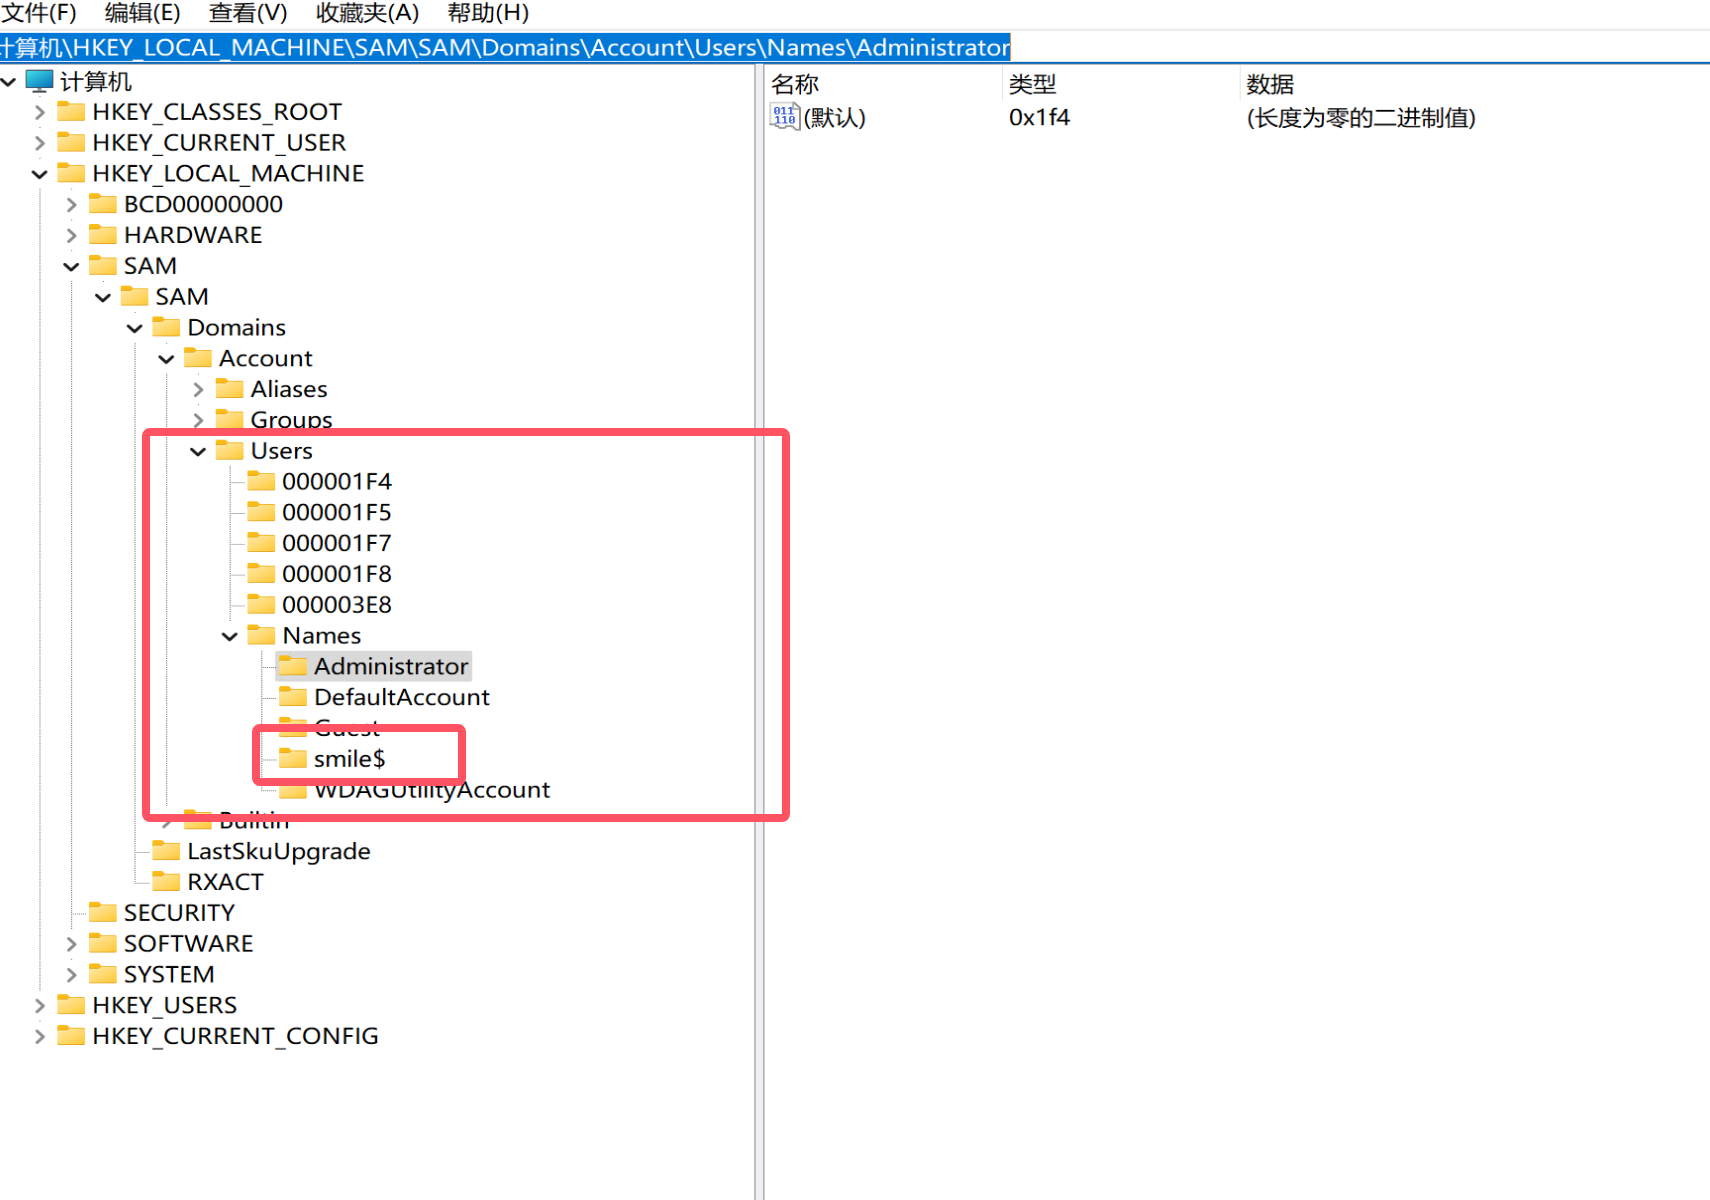 文件(F) 编辑(E) 查看(V) 收藏夹(A) 帮助(H)
计算机\HKEY_LOCAL_MACHINE\SAM\SAM\Domains\Account\Users\Names\Administrator
计算机
HKEY_CLASSES_ROOT
HKEY_CURRENT_USER
HKEY_LOCAL_MACHINE
BCD00000000
HARDWARE
SAM
SAM
Domains
Account
Aliases
Groups
Users
000001F4
000001F5
000001F7
000001F8
000003E8
Names
Administrator
DefaultAccount
Guest
smile$
WDAGUtilityAccount
Builtin
LastSkuUpgrade
RXACT
SECURITY
SOFTWARE
SYSTEM
HKEY_USERS
HKEY_CURRENT_CONFIG
名称 类型 数据
(默认) 0x1f4 (长度为零的二进制值)